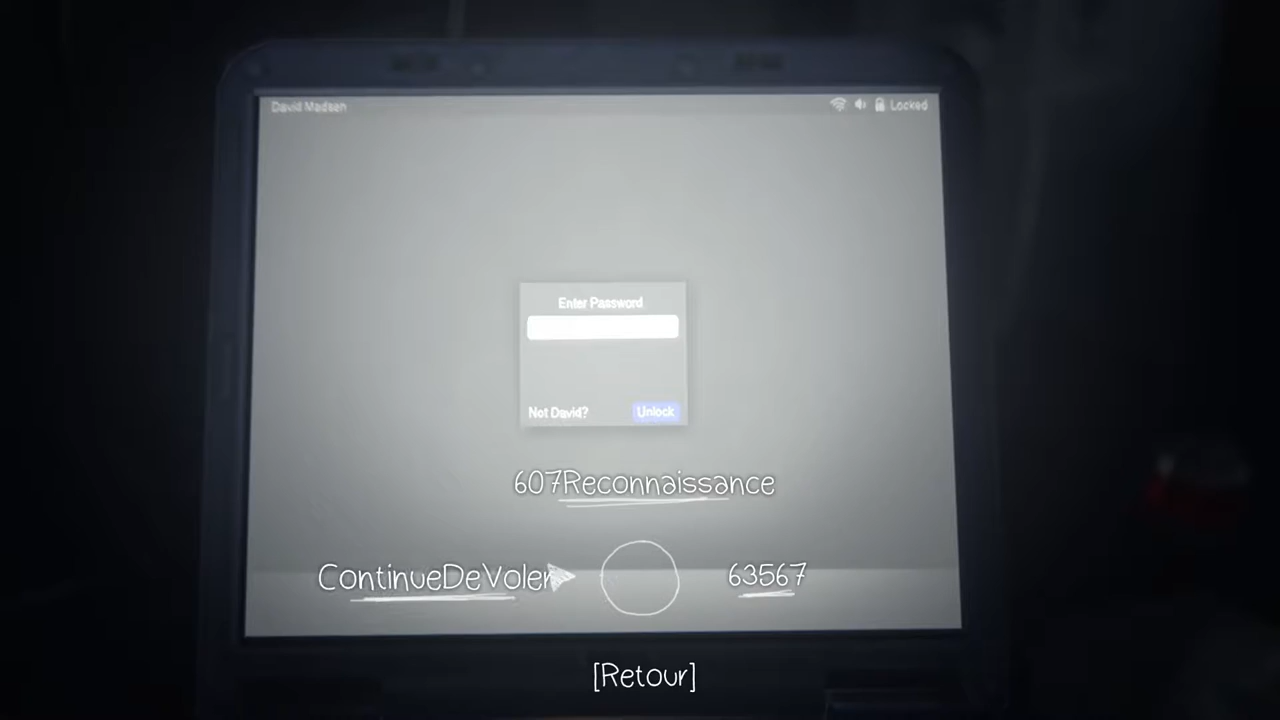 David Madsen
Locked
Enter Password
Not David?
Unlock
607Reconnaissance
ContinueDeVoler
63567
[Retour]